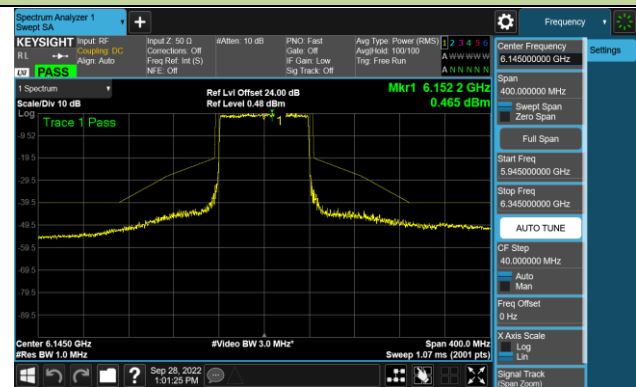 Spectrum Analyzer 1
Swept SA
Frequency
KEYSIGHT
RL
Input: RF
Coupling: DC
Align: Auto
Input Z: 50 Ω
Corrections: Off
Freq Ref: Int (S)
NFE: Off
#Atten: 10 dB
PNO: Fast
Gate: Off
IF Gain: Low
Sig Track: Off
Avg Type: Power (RMS)
Avg|Hold: 100/100
Trig: Free Run
1 2 3 4 5 6
A W W W W W
A N N N N N
LXI
PASS
Center Frequency
6.145000000 GHz
Settings
Span
400.000000 MHz
Swept Span
Zero Span
Full Span
Start Freq
5.945000000 GHz
Stop Freq
6.345000000 GHz
AUTO TUNE
CF Step
40.000000 MHz
Auto
Man
Freq Offset
0 Hz
X Axis Scale
Log
Lin
Signal Track
(Span Zoom)
1 Spectrum
Scale/Div 10 dB
Ref Lvl Offset 24.00 dB
Ref Level 0.48 dBm
Mkr1 6.152 2 GHz
0.465 dBm
Log
Trace 1 Pass
1
-9.52
-19.5
-29.5
-39.5
-49.5
-59.5
-69.5
-79.5
-89.5
Center 6.1450 GHz
#Res BW 1.0 MHz
#Video BW 3.0 MHz*
Span 400.0 MHz
Sweep 1.07 ms (2001 pts)
Sep 28, 2022
1:01:25 PM